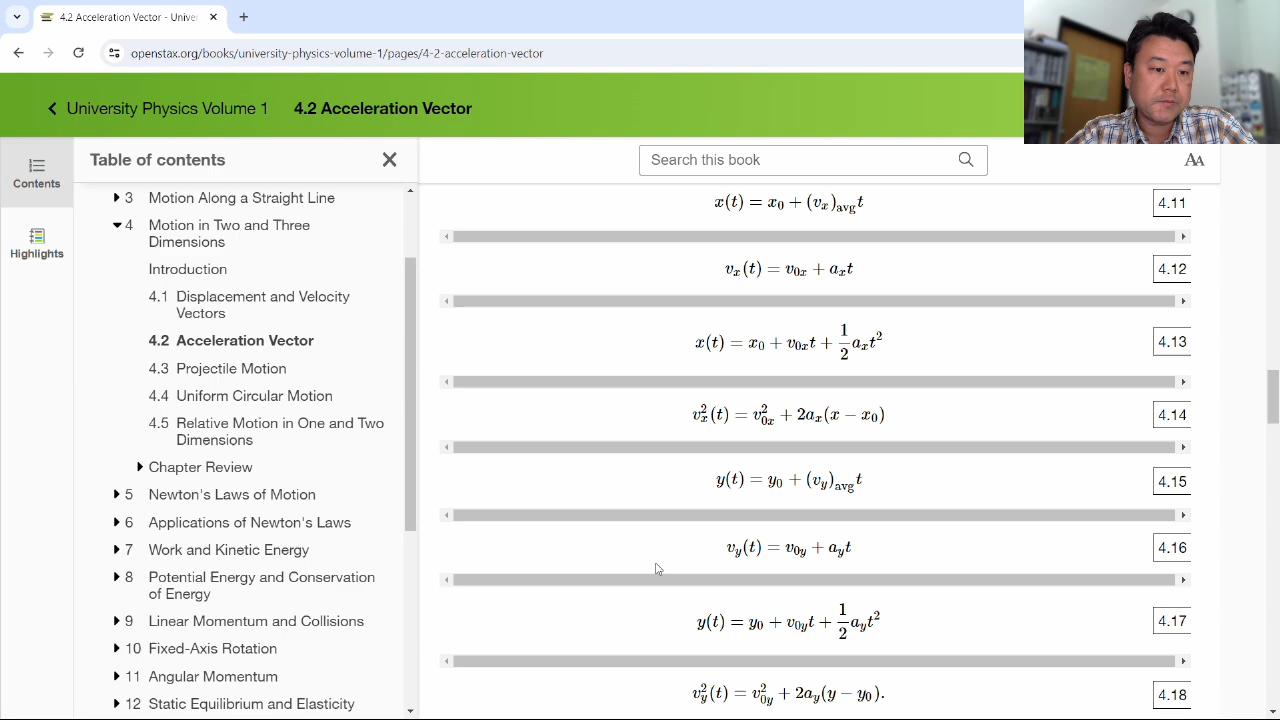 4.2 Acceleration Vector - Univer
openstax.org/books/university-physics-volume-1/pages/4-2-acceleration-vector
University Physics Volume 1 4.2 Acceleration Vector
Contents
Highlights
Table of contents
3 Motion Along a Straight Line
4 Motion in Two and Three
Dimensions
Introduction
4.1 Displacement and Velocity
Vectors
4.2 Acceleration Vector
4.3 Projectile Motion
4.4 Uniform Circular Motion
4.5 Relative Motion in One and Two
Dimensions
Chapter Review
5 Newton's Laws of Motion
6 Applications of Newton's Laws
7 Work and Kinetic Energy
8 Potential Energy and Conservation
of Energy
9 Linear Momentum and Collisions
10 Fixed-Axis Rotation
11 Angular Momentum
12 Static Equilibrium and Elasticity
Search this book
AA
x(t) = x₀ + (vₓ)avg t 4.11
vₓ(t) = v₀ₓ + aₓt 4.12
x(t) = x₀ + v₀ₓt + 1/2 aₓt² 4.13
vₓ²(t) = v₀ₓ² + 2aₓ(x − x₀) 4.14
y(t) = y₀ + (v_y)avg t 4.15
v_y(t) = v_0y + a_y t 4.16
y(t) = y₀ + v_0y t + 1/2 a_y t² 4.17
v_y²(t) = v_0y² + 2a_y(y − y₀). 4.18